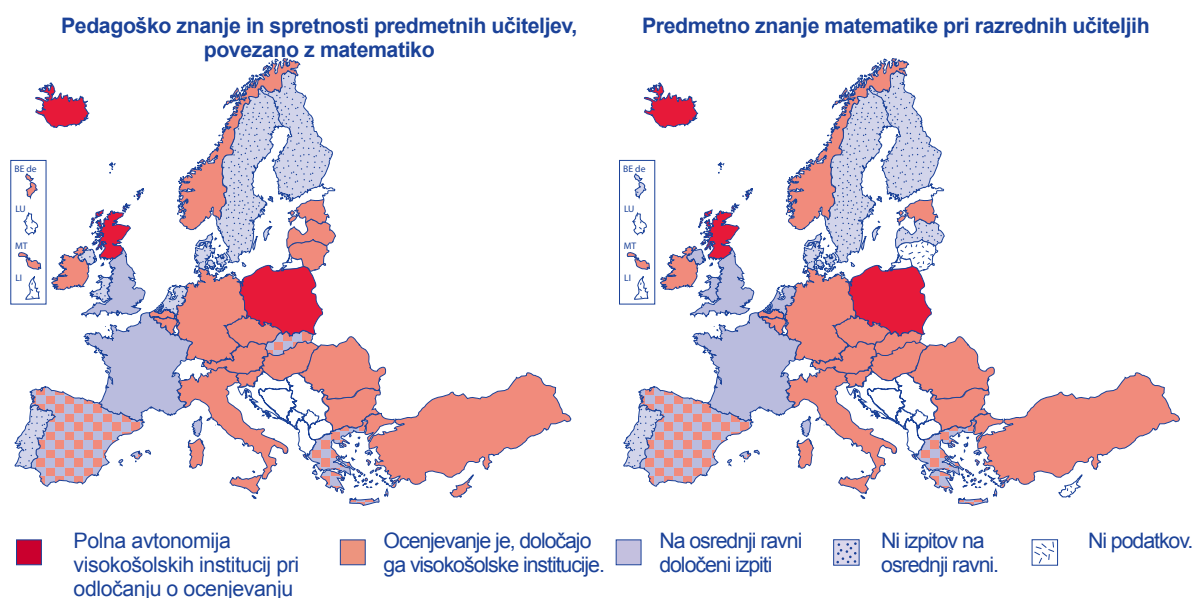 Pedagoško znanje in spretnosti predmetnih učiteljev,
povezano z matematiko
Predmetno znanje matematike pri razrednih učiteljih
BE de
LU
MT
LI
BE de
LU
MT
LI
Polna avtonomija
visokošolskih institucij pri
odločanju o ocenjevanju
Ocenjevanje je, določajo
ga visokošolske institucije.
Na osrednji ravni
določeni izpiti
Ni izpitov na
osrednji ravni.
Ni podatkov.